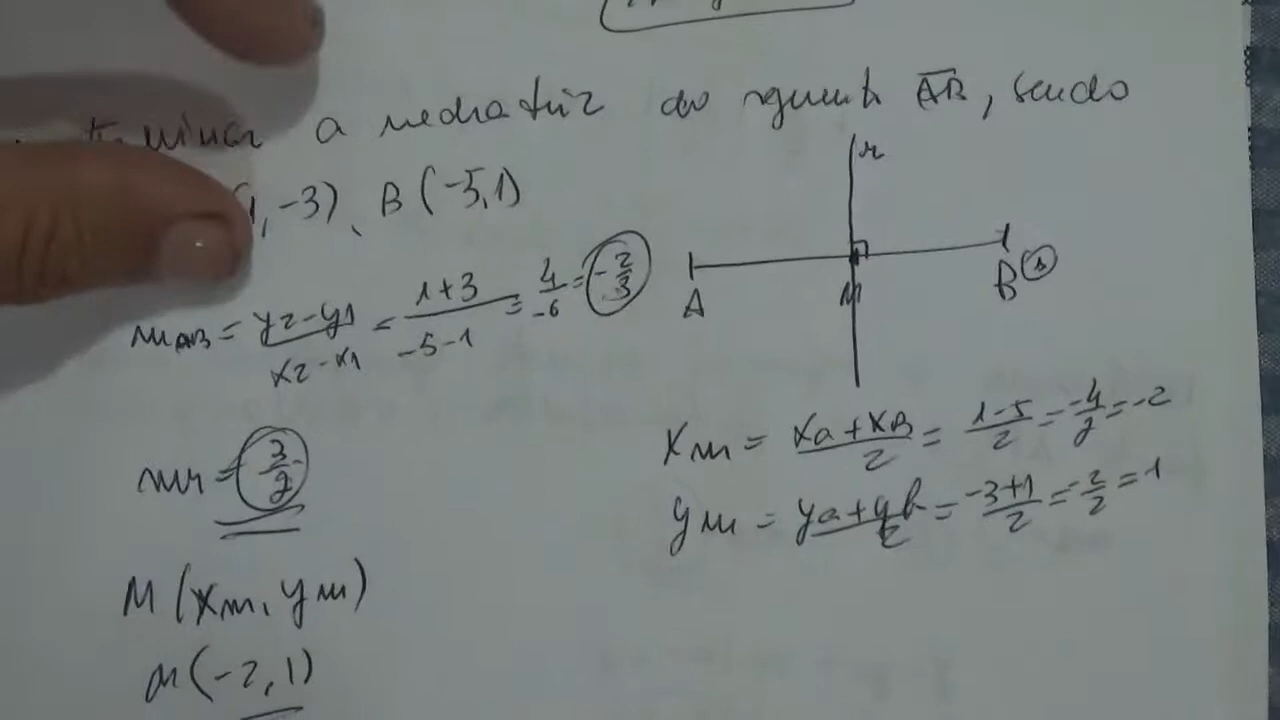 a mediatriz do segmento AB, sendo
1, -3), B(-5,1)
r
A M B (s)
mAB = y2-y1/x2-x1 = 1+3/-5-1 = 4/-6 = -2/3
xm = xa+xB/2 = 1-5/2 = -4/2 = -2
mr = 3/2
ym = ya+yb/2 = -3+1/2 = -2/2 = 1
M(xm, ym)
M(-2,1)